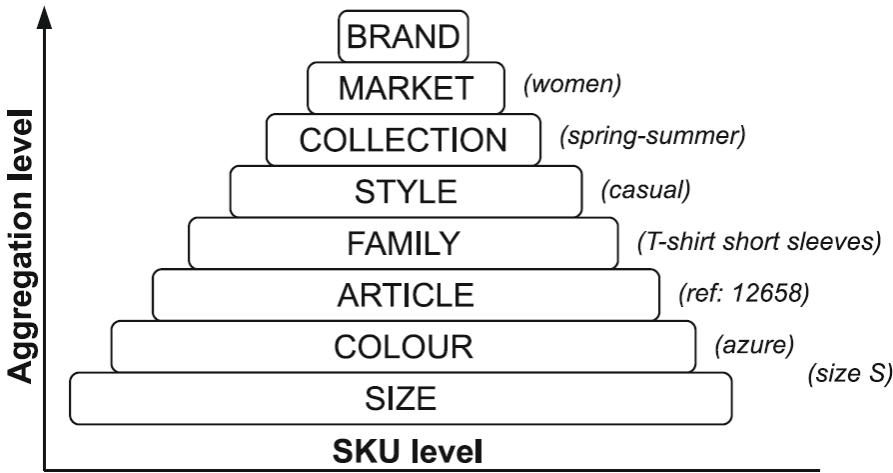 BRAND
MARKET (women)
COLLECTION (spring-summer)
STYLE (casual)
FAMILY (T-shirt short sleeves)
ARTICLE (ref: 12658)
COLOUR (azure)
(size S)
SIZE
SKU level
Aggregation level